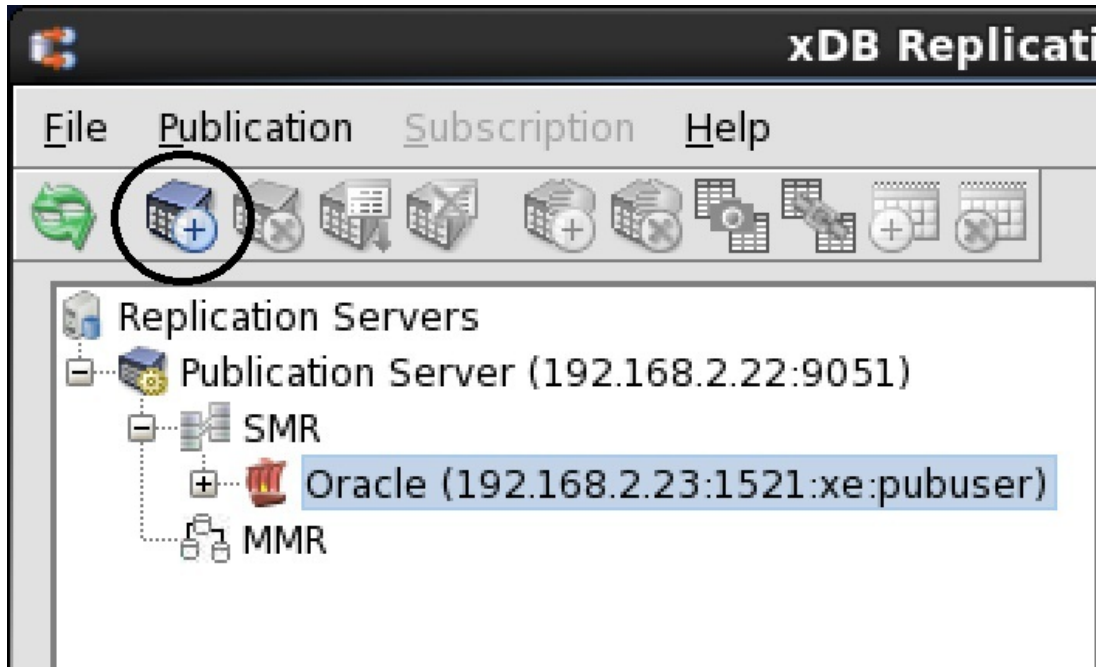 xDB Replicati
File Publication Subscription Help
Replication Servers
Publication Server (192.168.2.22:9051)
SMR
Oracle (192.168.2.23:1521:xe:pubuser)
MMR